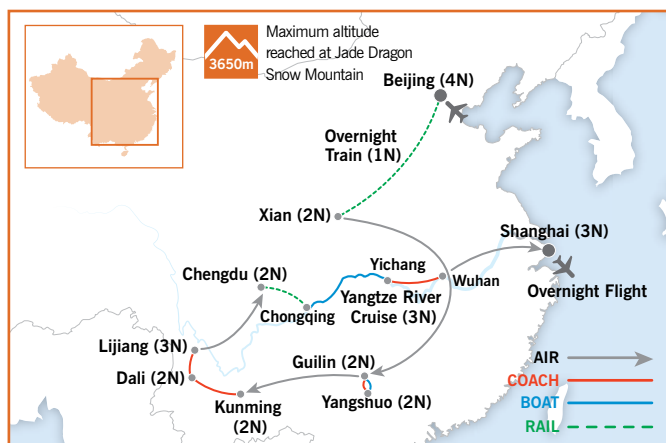 3650m
Maximum altitude
reached at Jade Dragon
Snow Mountain
Beijing (4N)
Overnight
Train (1N)
Xian (2N)
Shanghai (3N)
Overnight Flight
Yichang
Wuhan
Yangtze River
Cruise (3N)
Chengdu (2N)
Chongqing
Lijiang (3N)
Dali (2N)
Kunming
(2N)
Guilin (2N)
Yangshuo (2N)
AIR
COACH
BOAT
RAIL